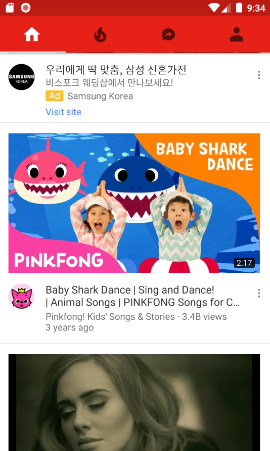 9:34
SAMSUNG
KOREA
우리에게 딱 맞춤, 삼성 신혼가전
비스포크 웨딩샵에서 만나보세요!
Ad Samsung Korea
Visit site
BABY SHARK
DANCE
PINKFONG
2:17
Baby Shark Dance | Sing and Dance!
| Animal Songs | PINKFONG Songs for C...
Pinkfong! Kids' Songs & Stories · 3.4B views
3 years ago